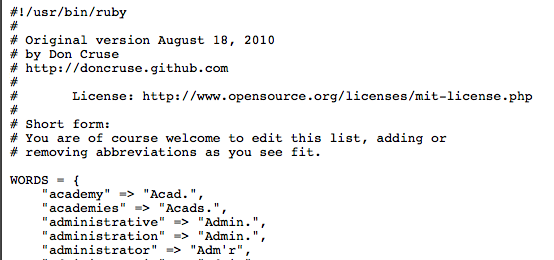 #!/usr/bin/ruby
#
# Original version August 18, 2010
# by Don Cruse
# http://doncruse.github.com
#
#       License: http://www.opensource.org/licenses/mit-license.php
#
# Short form:
# You are of course welcome to edit this list, adding or
# removing abbreviations as you see fit.

WORDS = {
    "academy" => "Acad.",
    "academies" => "Acads.",
    "administrative" => "Admin.",
    "administration" => "Admin.",
    "administrator" => "Adm'r",